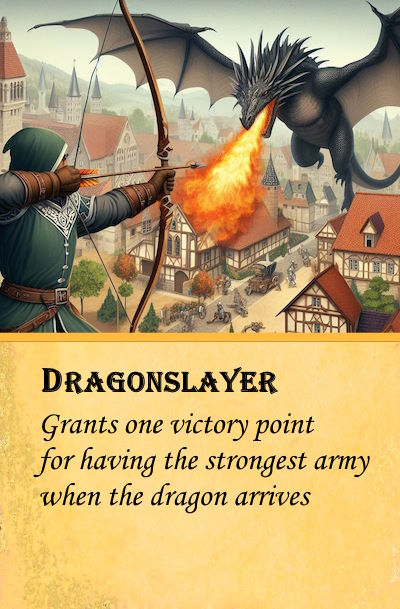 Dragonslayer
Grants one victory point
for having the strongest army
when the dragon arrives